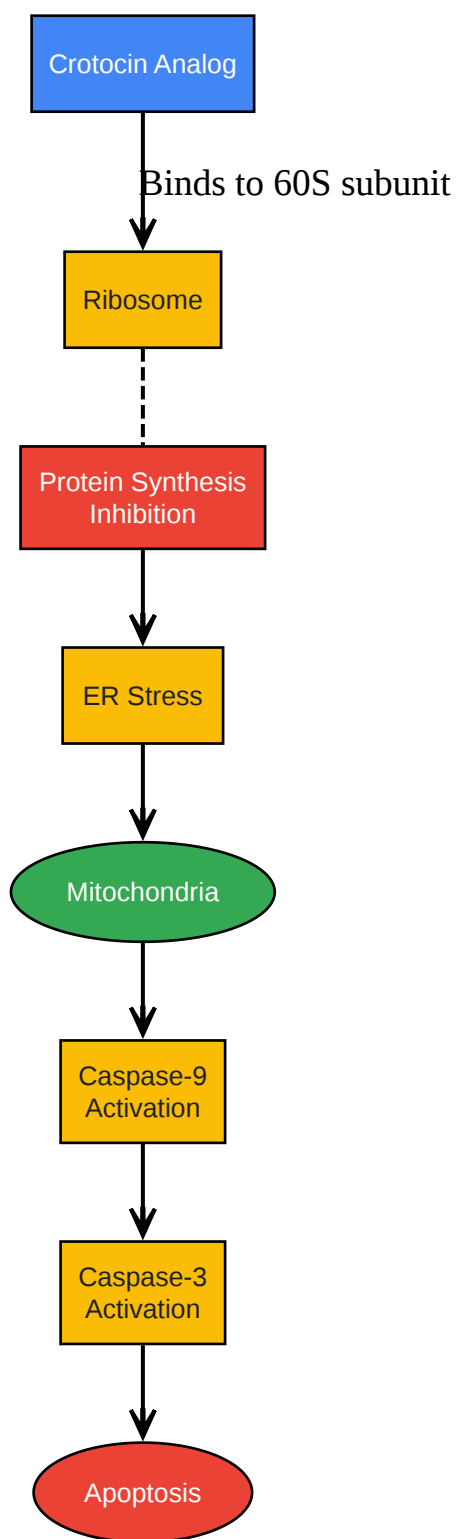 Crotocin Analog
Binds to 60S subunit
Ribosome
Protein Synthesis
Inhibition
ER Stress
Mitochondria
Caspase-9
Activation
Caspase-3
Activation
Apoptosis